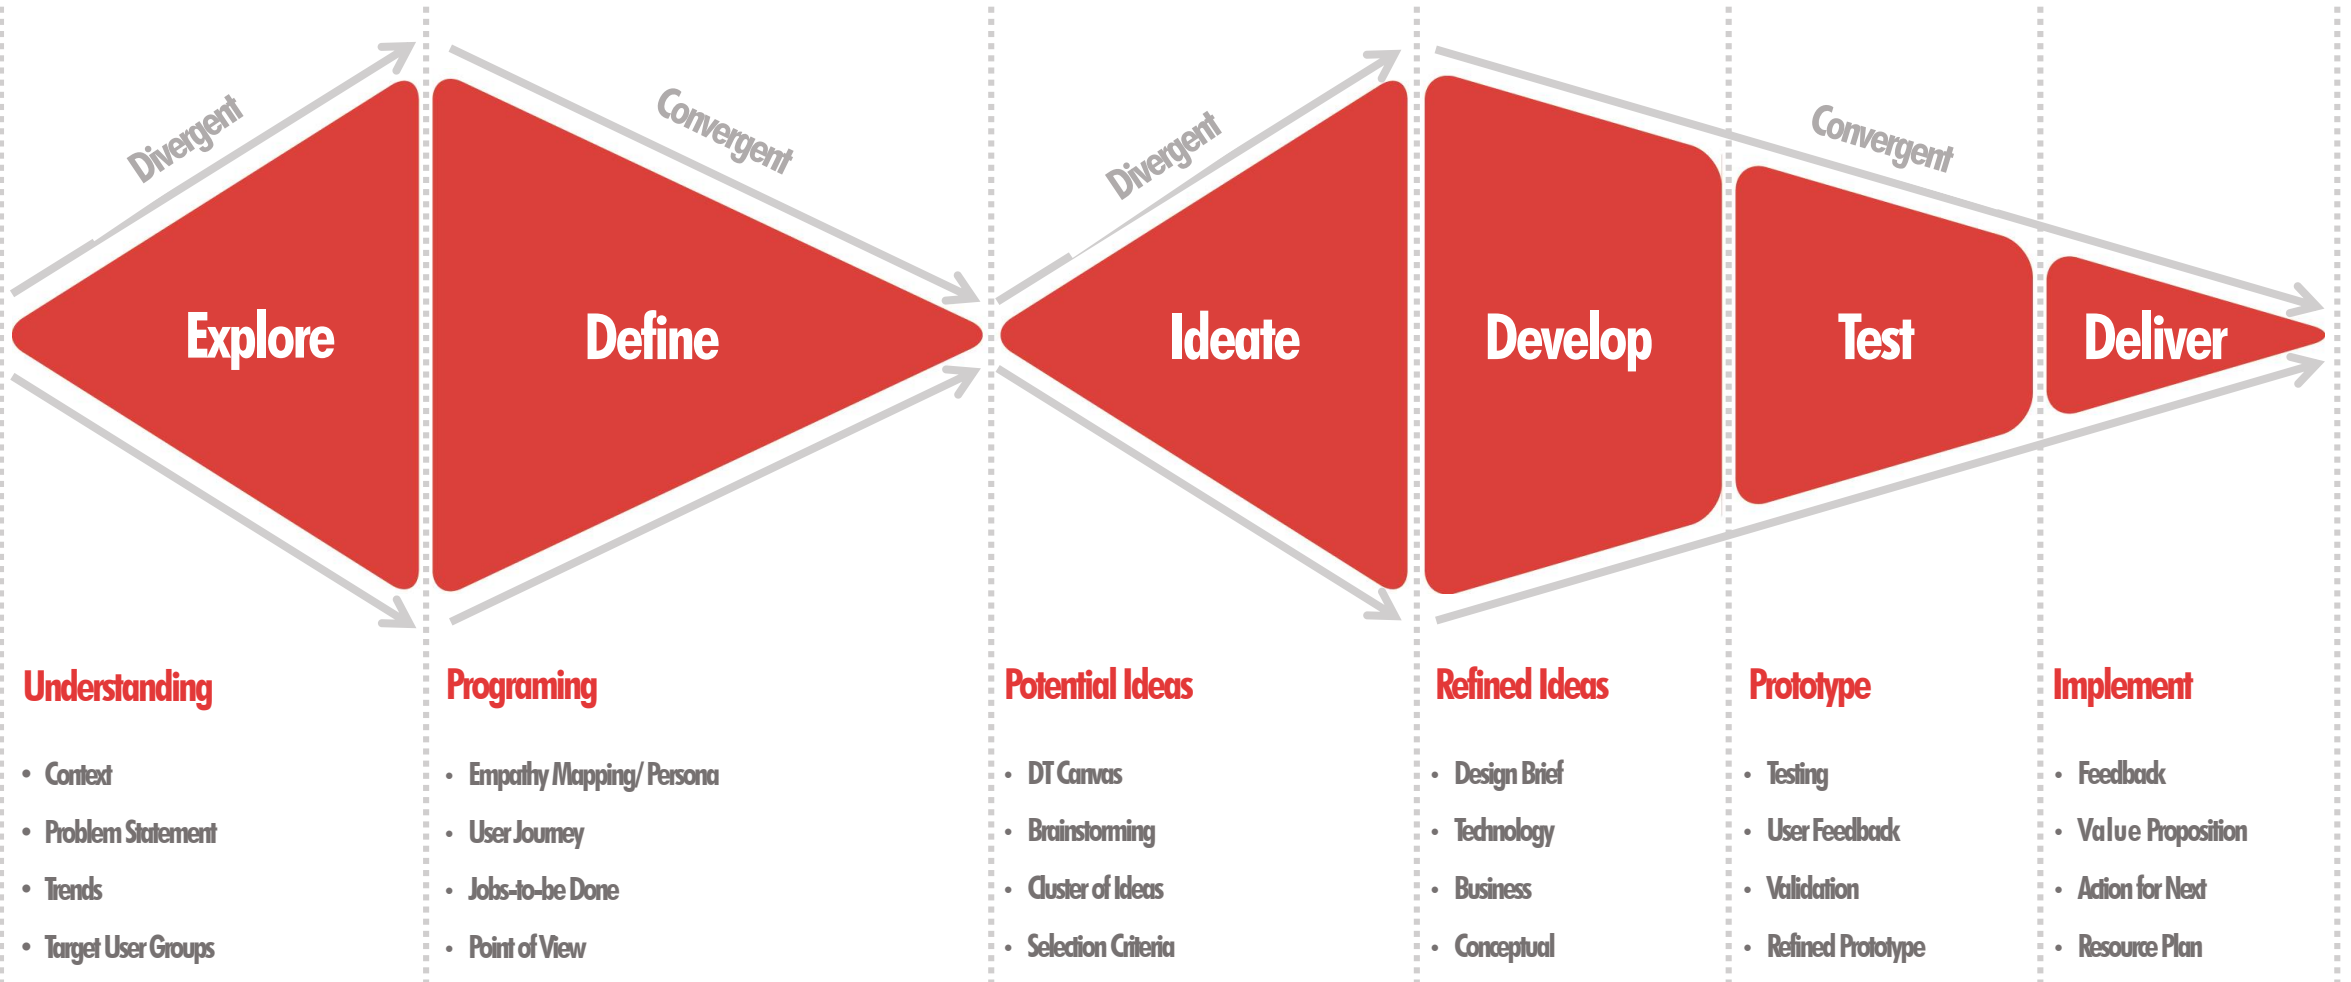 Divergent
Convergent
Divergent
Convergent
Explore
Define
Ideate
Develop
Test
Deliver
Understanding
• Context
• Problem Statement
• Trends
• Target User Groups
Programing
• Empathy Mapping/ Persona
• User Journey
• Jobs-to-be Done
• Point of View
Potential Ideas
• DT Canvas
• Brainstorming
• Cluster of Ideas
• Selection Criteria
Refined Ideas
• Design Brief
• Technology
• Business
• Conceptual
Prototype
• Testing
• User Feedback
• Validation
• Refined Prototype
Implement
• Feedback
• Value Proposition
• Action for Next
• Resource Plan